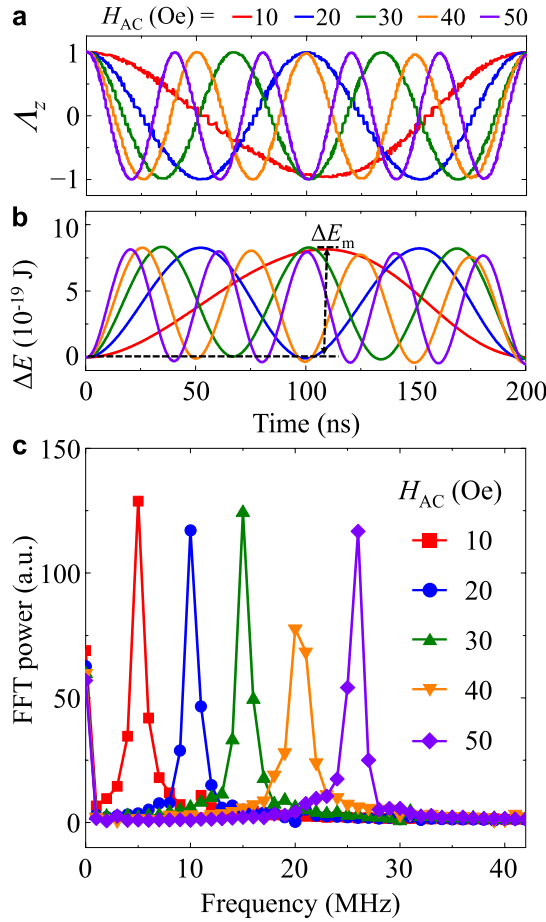 a H_AC (Oe) = 10 20 30 40 50
Λ_z
1
0
−1
b
ΔE (10⁻¹⁹ J)
10
5
0
ΔE_m
0 50 100 150 200
Time (ns)
c
FFT power (a.u.)
150
100
50
0
H_AC (Oe)
10
20
30
40
50
0 10 20 30 40
Frequency (MHz)